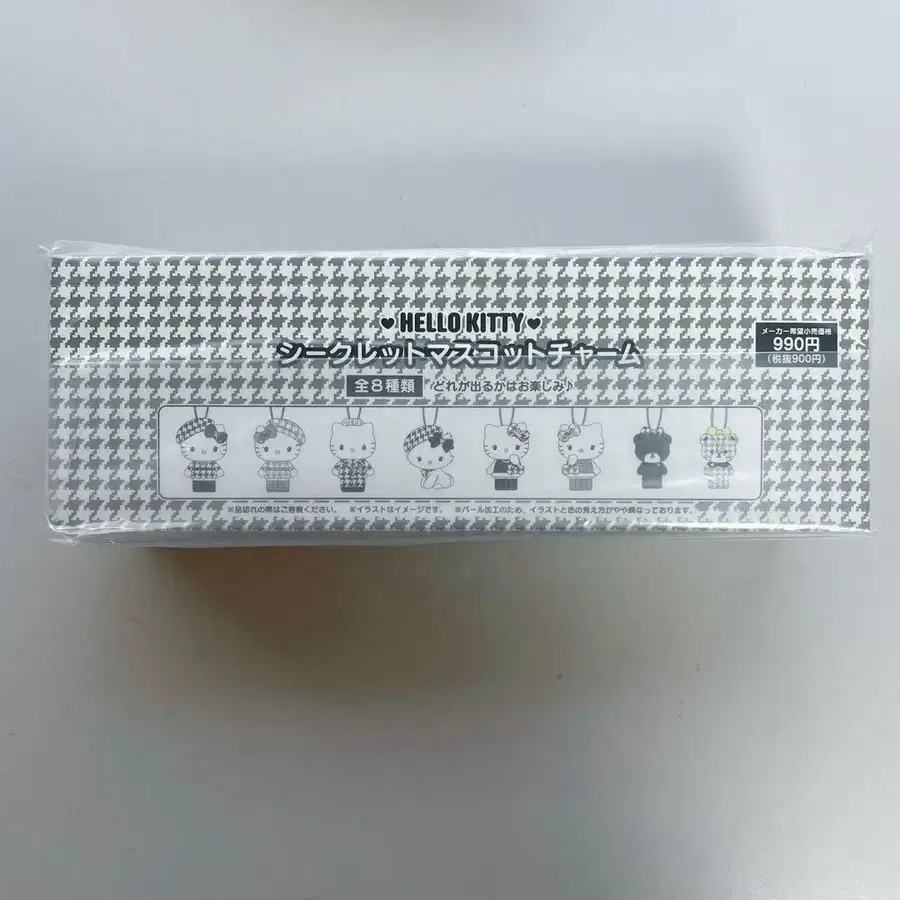 ♥HELLO KITTY♥
シークレットマスコットチャーム
全8種類 どれが出るかはお楽しみ♪
メーカー希望小売価格
990円
(税抜900円)
※品切れの際はご容赦ください。 ※イラストはイメージです。 ※パール加工のため、イラストと色の見え方がやや異なっております。